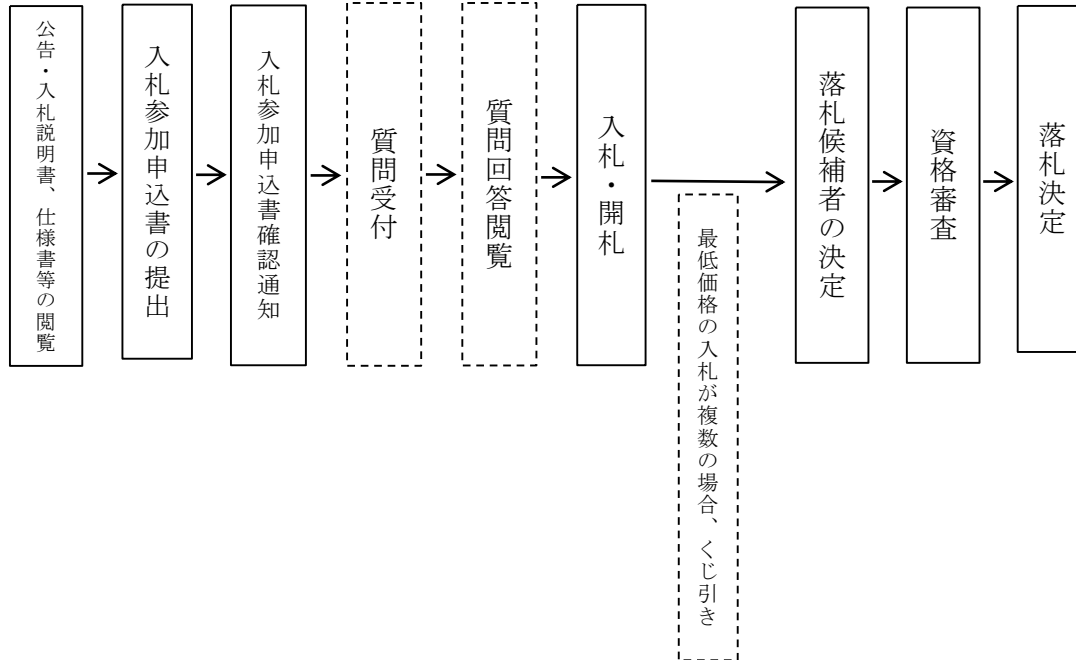 公告・入札説明書、仕様書等の閲覧
入札参加申込書の提出
入札参加申込書確認通知
質問受付
質問回答閲覧
入札・開札
最低価格の入札が複数の場合、くじ引き
落札候補者の決定
資格審査
落札決定